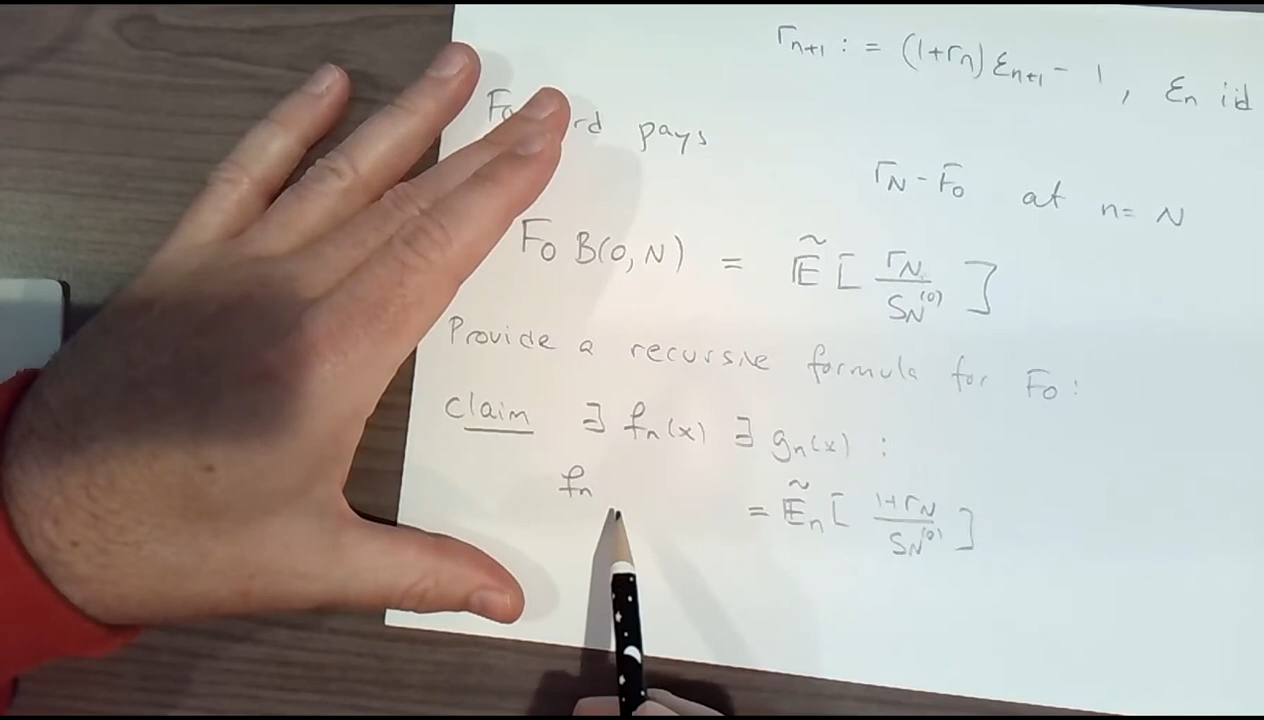 r_{n+1} := (1+r_n) ε_{n+1} - 1 , ε_n iid
pays
r_N - F_0 at n = N
F_0 B(0,N) = Ẽ [ r_N / S_N^{(0)} ]
Provide a recursive formula for F_0 :
claim ∃ f_n(x) ∃ g_n(x) :
f_n = Ẽ_n [ 1+r_N / S_N^{(0)} ]